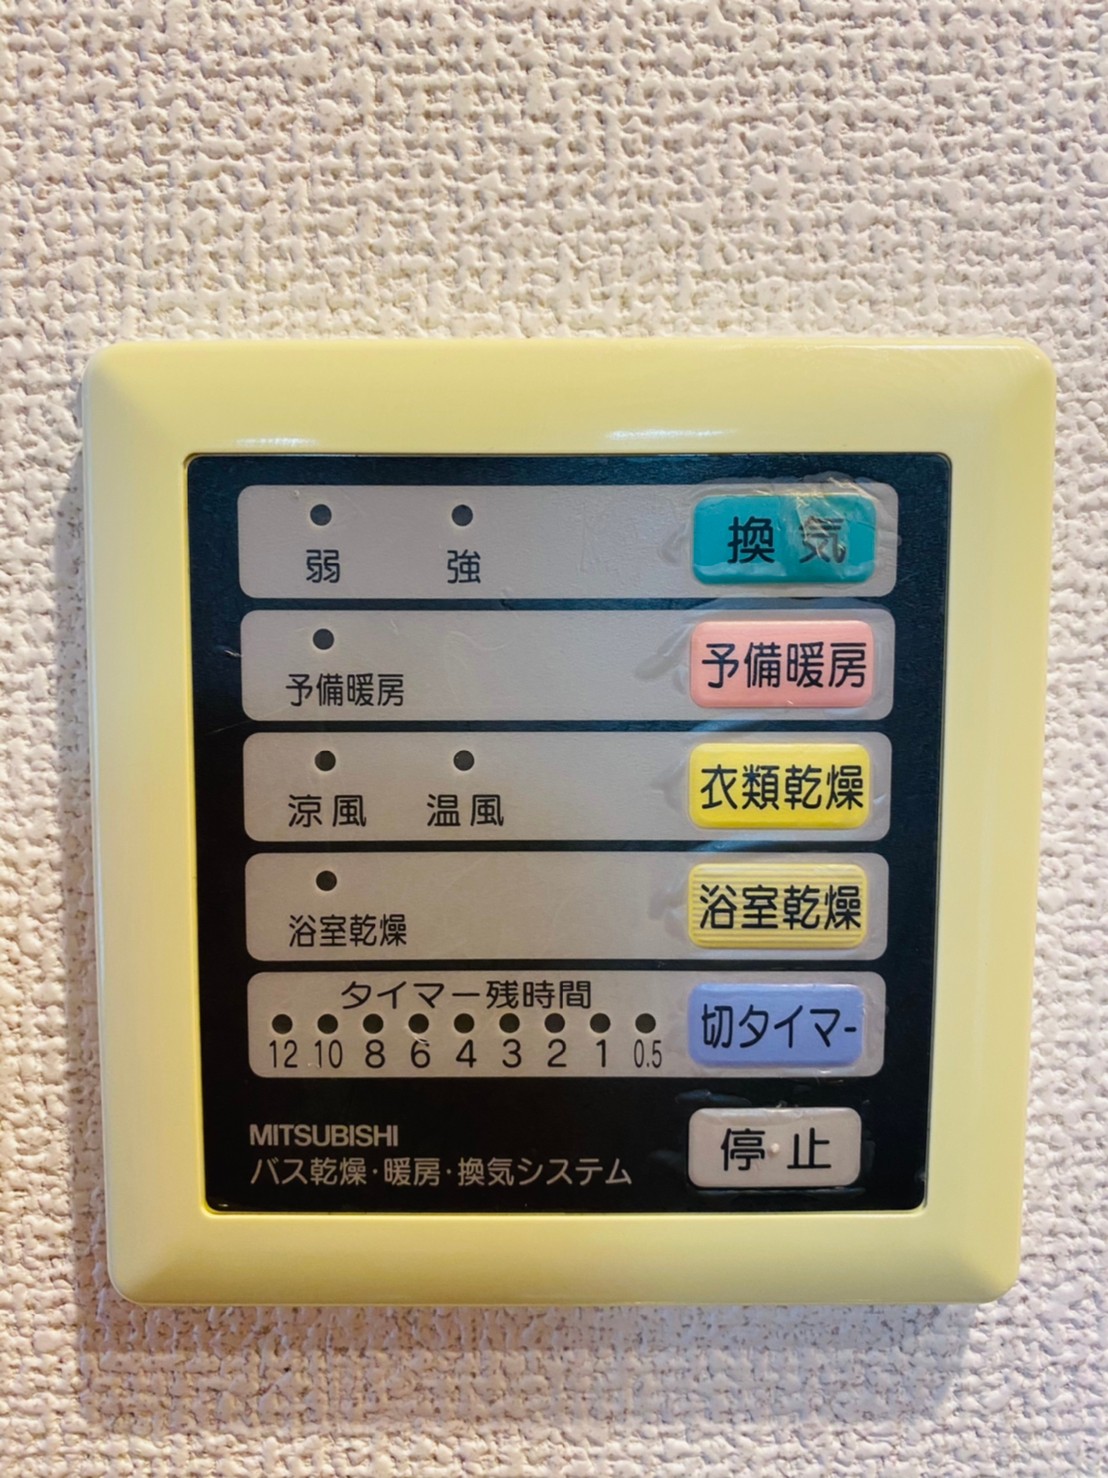 弱 強 換気
予備暖房 予備暖房
涼風 温風 衣類乾燥
浴室乾燥 浴室乾燥
タイマー残時間
12 10 8 6 4 3 2 1 0.5 切タイマー
MITSUBISHI
バス乾燥・暖房・換気システム
停止